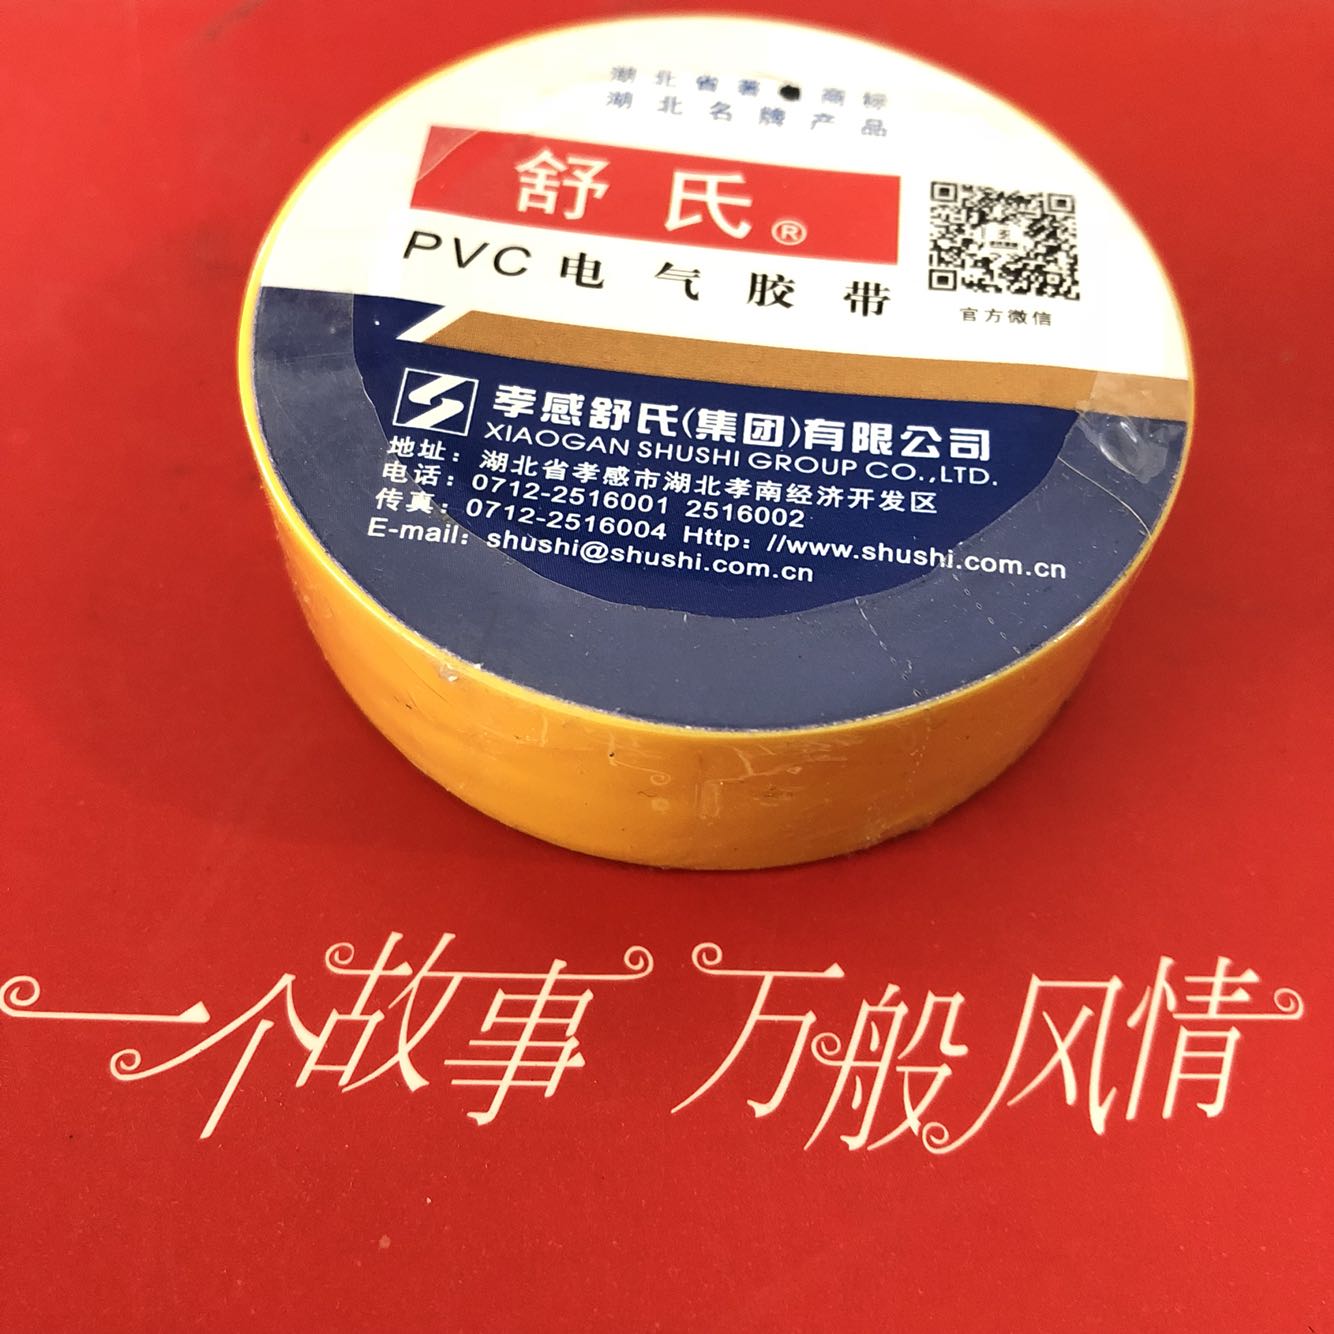 湖北省著名商标
湖北名牌产品
舒氏®
PVC电气胶带
官方微信
孝感舒氏(集团)有限公司
XIAOGAN SHUSHI GROUP CO.,LTD.
地址：湖北省孝感市湖北孝南经济开发区
电话：0712-2516001 2516002
传真：0712-2516004 Http：//www.shushi.com.cn
E-mail：shushi@shushi.com.cn
一个故事 万般风情